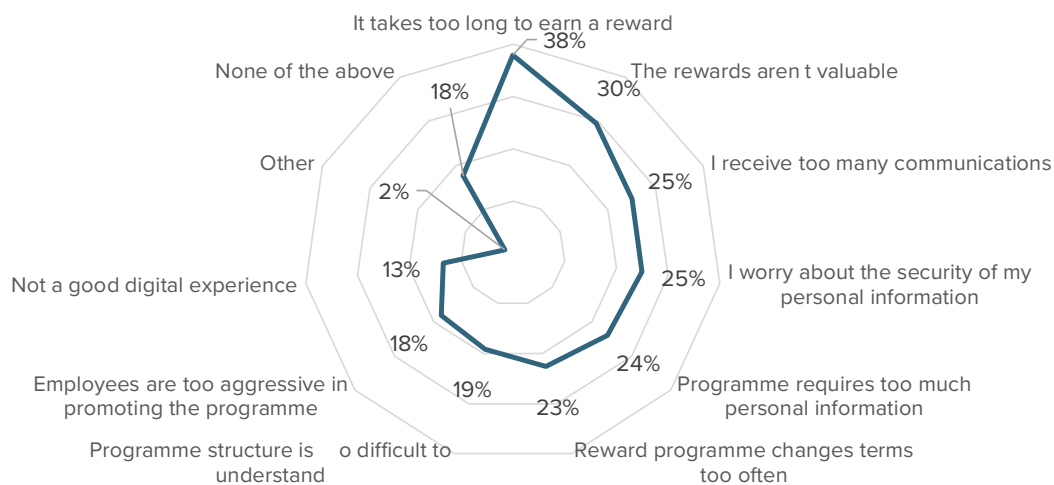 It takes too long to earn a reward
38%
The rewards aren t valuable
30%
I receive too many communications
25%
I worry about the security of my
personal information
25%
Programme requires too much
personal information
24%
Reward programme changes terms
too often
23%
Programme structure is o difficult to
understand
19%
Employees are too aggressive in
promoting the programme
18%
Not a good digital experience
13%
Other
2%
None of the above
18%